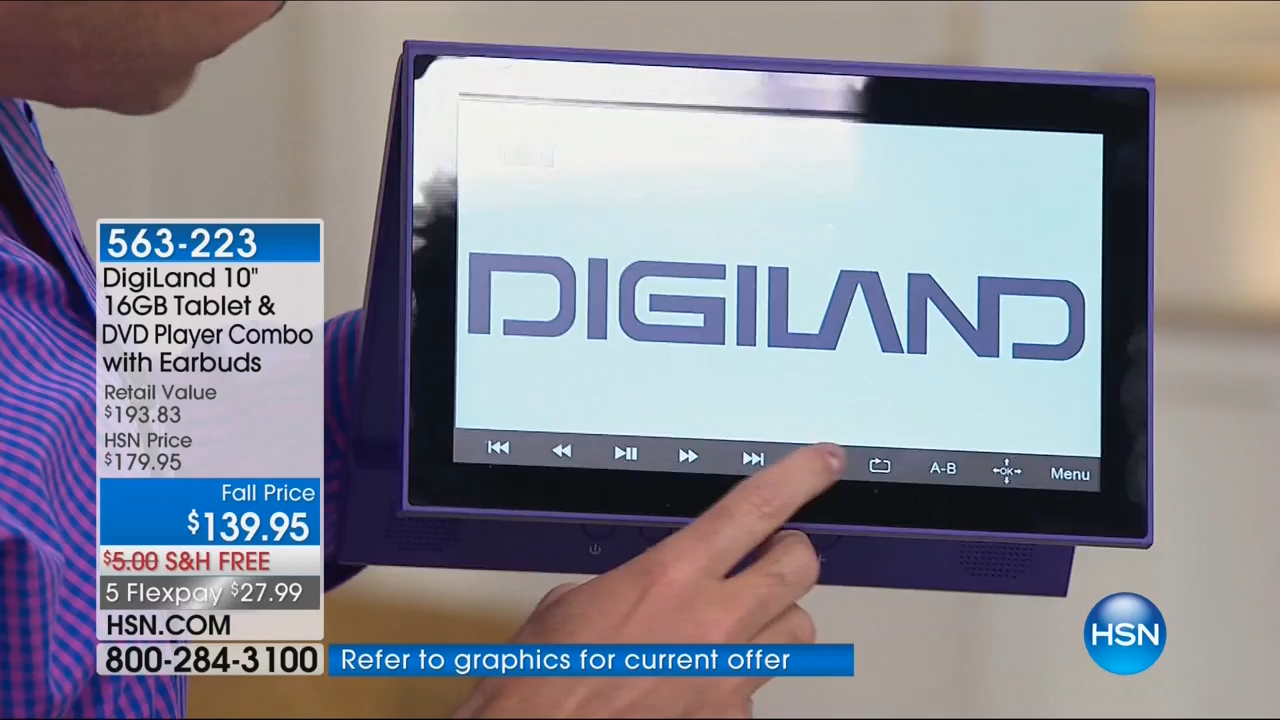 563-223
DigiLand 10"
16GB Tablet &
DVD Player Combo
with Earbuds
Retail Value
$193.83
HSN Price
$179.95
Fall Price
$139.95
$5.00 S&H FREE
5 Flexpay $27.99
HSN.COM
800-284-3100
Refer to graphics for current offer
DIGILAND
A-B
OK
Menu
HSN